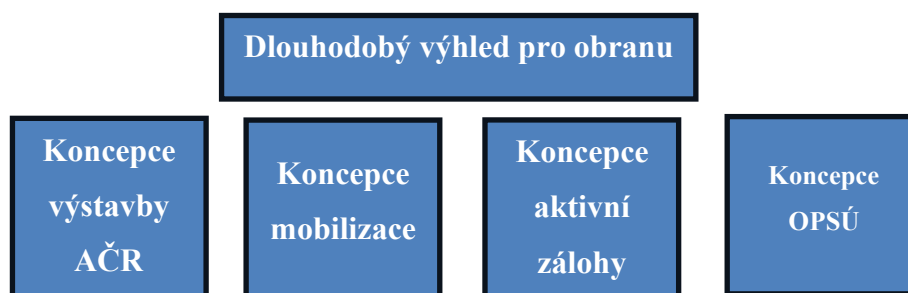 Dlouhodobý výhled pro obranu
Koncepce
výstavby
AČR
Koncepce
mobilizace
Koncepce
aktivní
zálohy
Koncepce
OPSÚ